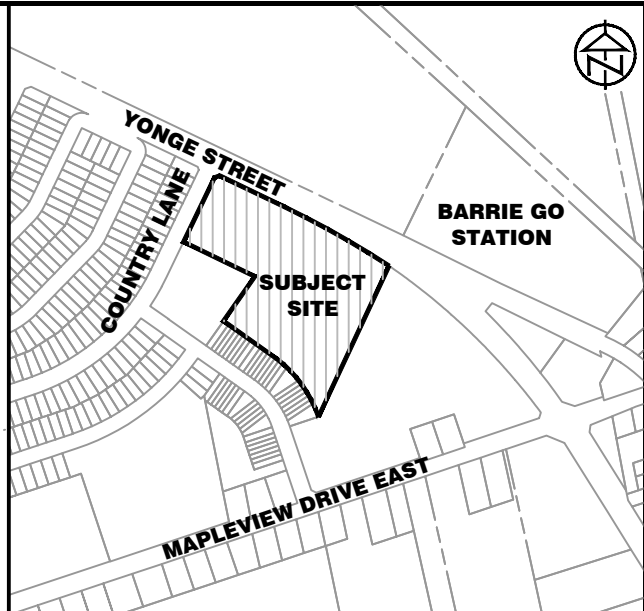 YONGE STREET
COUNTRY LANE
BARRIE GO
STATION
SUBJECT
SITE
MAPLEVIEW DRIVE EAST
N